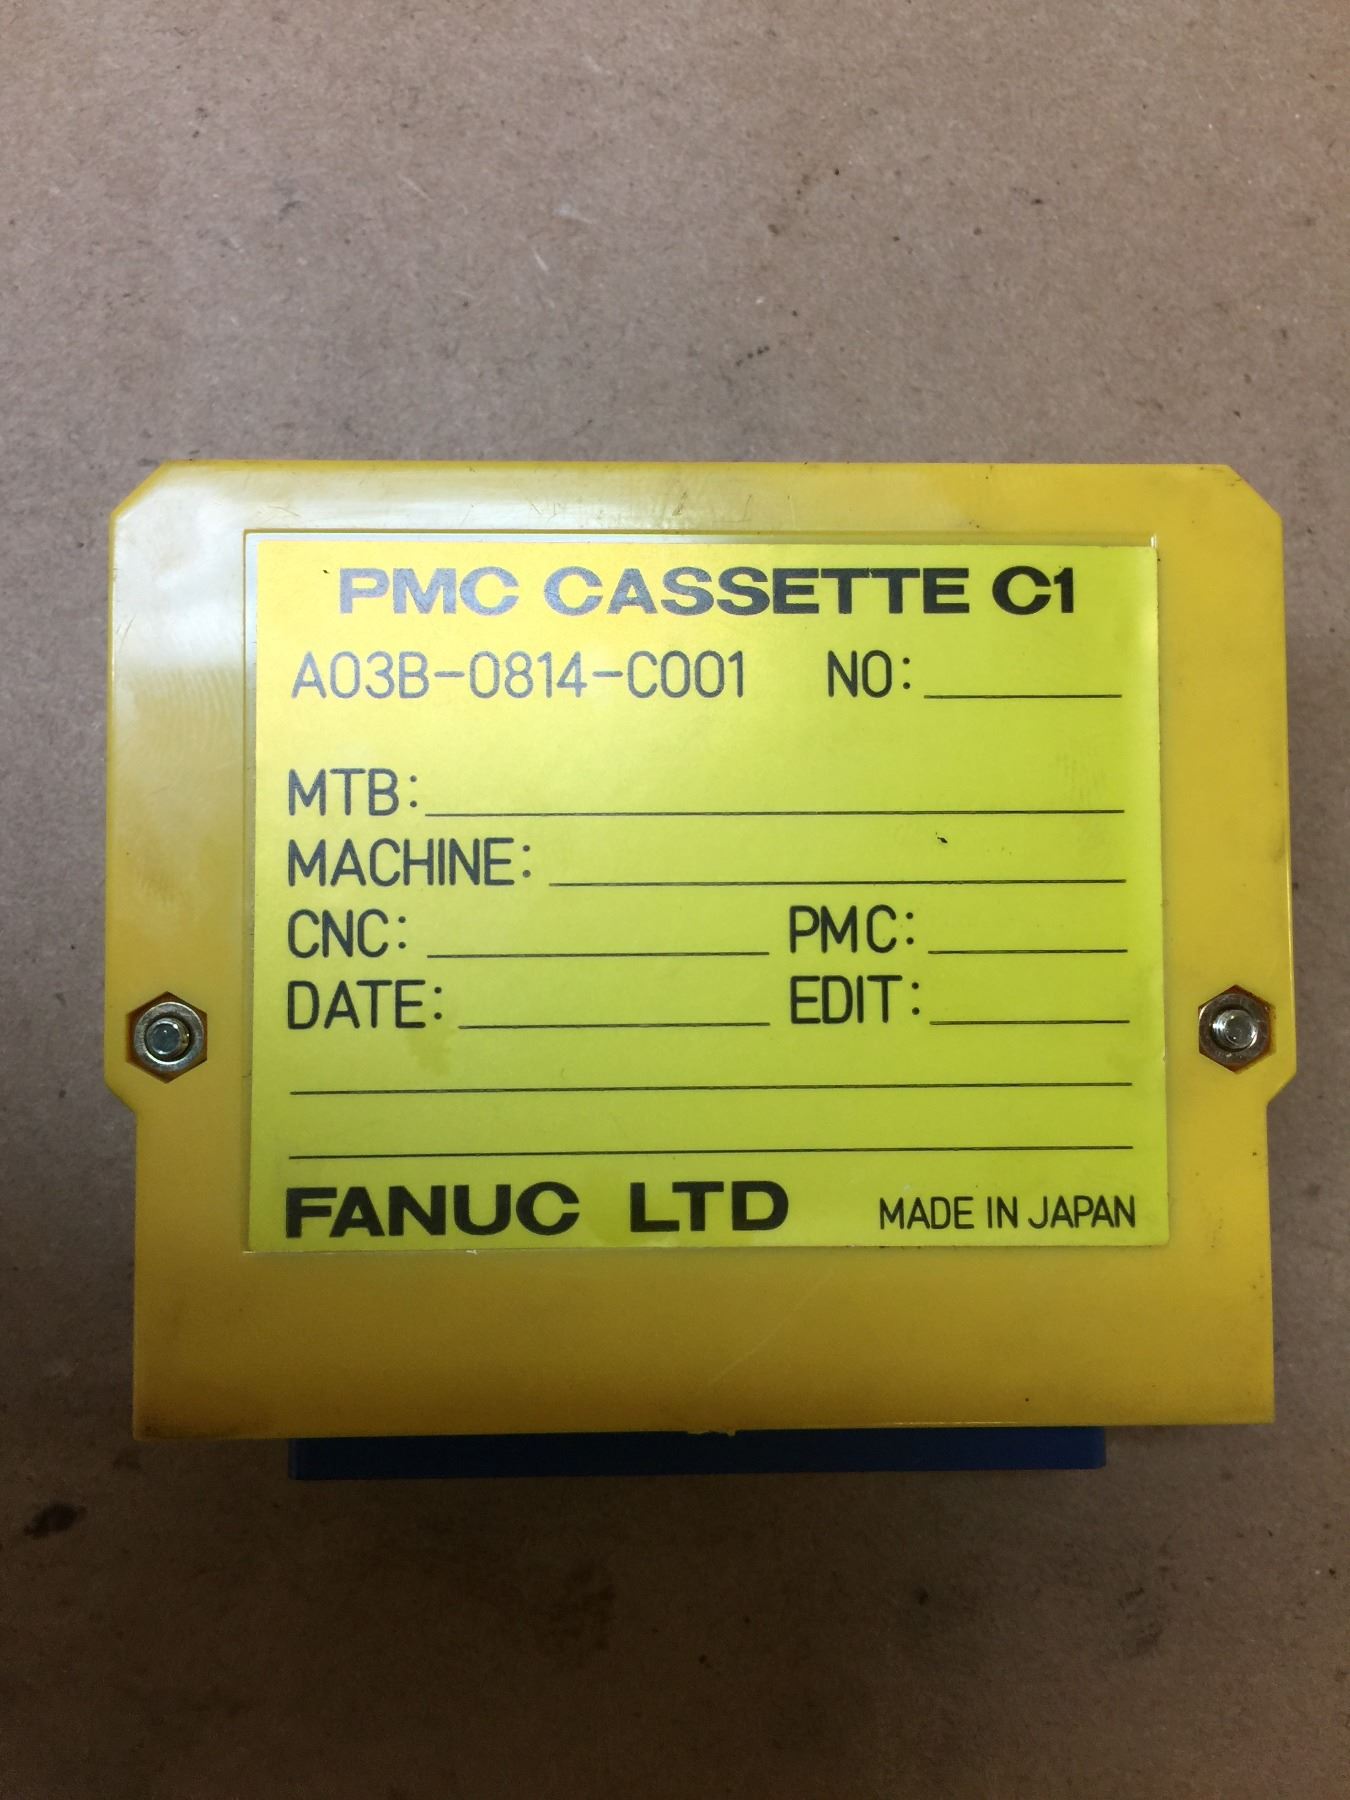 PMC CASSETTE C1
A03B-0814-C001 NO:
MTB:
MACHINE:
CNC: PMC:
DATE: EDIT:
FANUC LTD MADE IN JAPAN